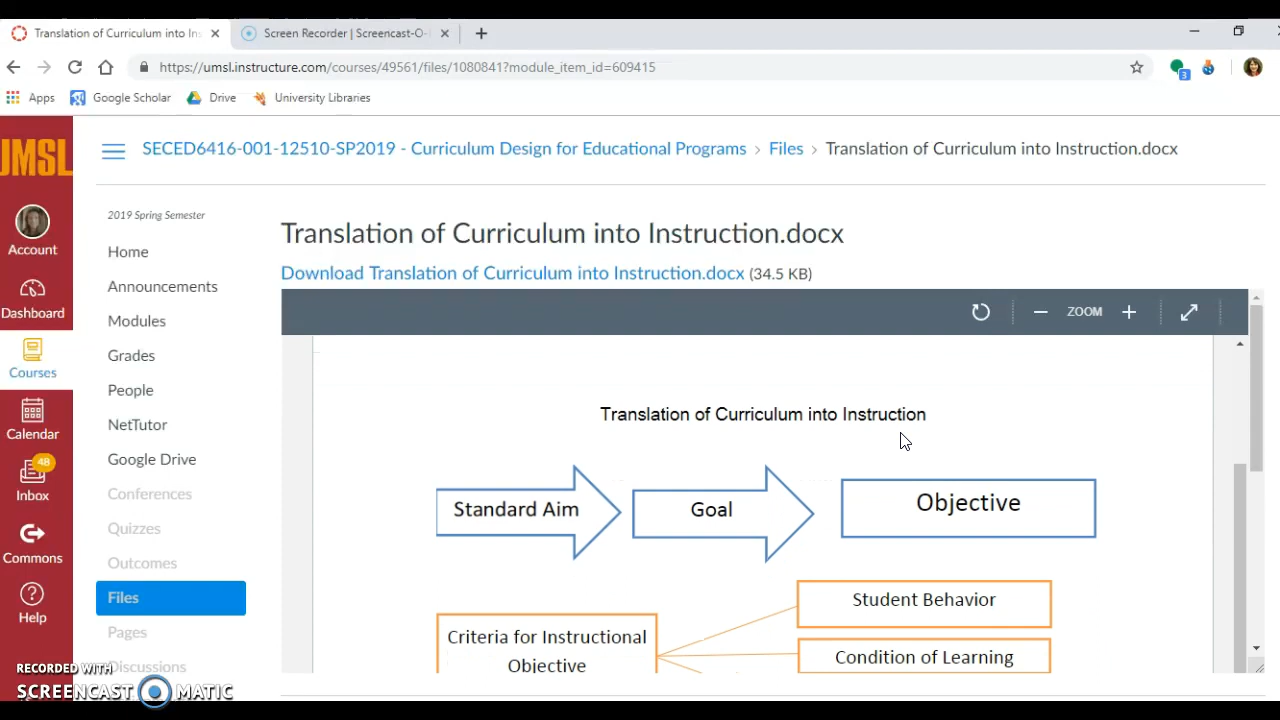 Translation of Curriculum into Ins
Screen Recorder | Screencast-O-
https://umsl.instructure.com/courses/49561/files/1080841?module_item_id=609415
3
Apps Google Scholar Drive University Libraries
UMSL
SECED6416-001-12510-SP2019 - Curriculum Design for Educational Programs > Files > Translation of Curriculum into Instruction.docx
Account
Dashboard
Courses
Calendar
48
Inbox
Commons
Help
2019 Spring Semester
Home
Announcements
Modules
Grades
People
NetTutor
Google Drive
Conferences
Quizzes
Outcomes
Files
Pages
Discussions
Translation of Curriculum into Instruction.docx
Download Translation of Curriculum into Instruction.docx (34.5 KB)
ZOOM
Translation of Curriculum into Instruction
Standard Aim
Goal
Objective
Student Behavior
Criteria for Instructional
Objective
Condition of Learning
RECORDED WITH
SCREENCAST MATIC